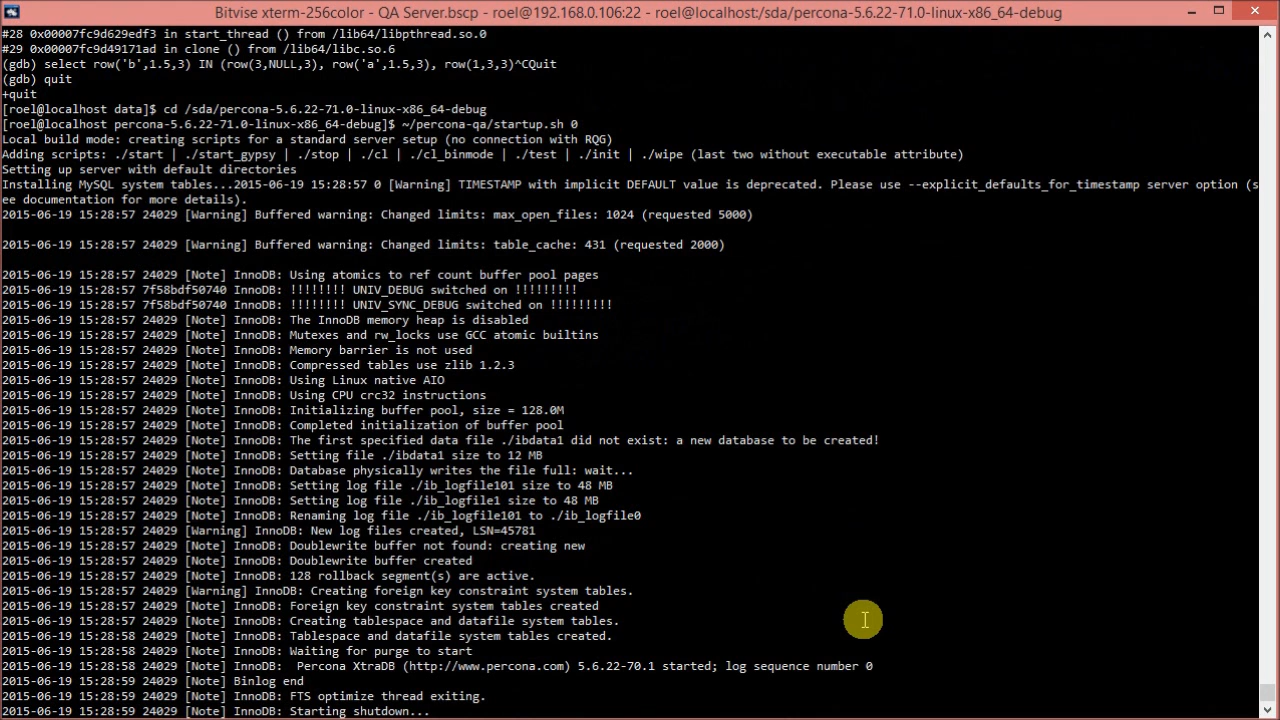 Bitvise xterm-256color - QA Server.bscp - roel@192.168.0.106:22 - roel@localhost:/sda/percona-5.6.22-71.0-linux-x86_64-debug
#28 0x00007fc9d629edf3 in start_thread () from /lib64/libpthread.so.0
#29 0x00007fc9d49171ad in clone () from /lib64/libc.so.6
(gdb) select row('b',1.5,3) IN (row(3,NULL,3), row('a',1.5,3), row(1,3,3)^CQuit
(gdb) quit
+quit
[roel@localhost data]$ cd /sda/percona-5.6.22-71.0-linux-x86_64-debug
[roel@localhost percona-5.6.22-71.0-linux-x86_64-debug]$ ~/percona-qa/startup.sh 0
Local build mode: creating scripts for a standard server setup (no connection with RQG)
Adding scripts: ./start | ./start_gypsy | ./stop | ./cl | ./cl_binmode | ./test | ./init | ./wipe (last two without executable attribute)
Setting up server with default directories
Installing MySQL system tables...2015-06-19 15:28:57 0 [Warning] TIMESTAMP with implicit DEFAULT value is deprecated. Please use --explicit_defaults_for_timestamp server option (s
ee documentation for more details).
2015-06-19 15:28:57 24029 [Warning] Buffered warning: Changed limits: max_open_files: 1024 (requested 5000)
2015-06-19 15:28:57 24029 [Warning] Buffered warning: Changed limits: table_cache: 431 (requested 2000)
2015-06-19 15:28:57 24029 [Note] InnoDB: Using atomics to ref count buffer pool pages
2015-06-19 15:28:57 7f58bdf50740 InnoDB: !!!!!!!! UNIV_DEBUG switched on !!!!!!!!!
2015-06-19 15:28:57 7f58bdf50740 InnoDB: !!!!!!!! UNIV_SYNC_DEBUG switched on !!!!!!!!!
2015-06-19 15:28:57 24029 [Note] InnoDB: The InnoDB memory heap is disabled
2015-06-19 15:28:57 24029 [Note] InnoDB: Mutexes and rw_locks use GCC atomic builtins
2015-06-19 15:28:57 24029 [Note] InnoDB: Memory barrier is not used
2015-06-19 15:28:57 24029 [Note] InnoDB: Compressed tables use zlib 1.2.3
2015-06-19 15:28:57 24029 [Note] InnoDB: Using Linux native AIO
2015-06-19 15:28:57 24029 [Note] InnoDB: Using CPU crc32 instructions
2015-06-19 15:28:57 24029 [Note] InnoDB: Initializing buffer pool, size = 128.0M
2015-06-19 15:28:57 24029 [Note] InnoDB: Completed initialization of buffer pool
2015-06-19 15:28:57 24029 [Note] InnoDB: The first specified data file ./ibdata1 did not exist: a new database to be created!
2015-06-19 15:28:57 24029 [Note] InnoDB: Setting file ./ibdata1 size to 12 MB
2015-06-19 15:28:57 24029 [Note] InnoDB: Database physically writes the file full: wait...
2015-06-19 15:28:57 24029 [Note] InnoDB: Setting log file ./ib_logfile101 size to 48 MB
2015-06-19 15:28:57 24029 [Note] InnoDB: Setting log file ./ib_logfile1 size to 48 MB
2015-06-19 15:28:57 24029 [Note] InnoDB: Renaming log file ./ib_logfile101 to ./ib_logfile0
2015-06-19 15:28:57 24029 [Warning] InnoDB: New log files created, LSN=45781
2015-06-19 15:28:57 24029 [Note] InnoDB: Doublewrite buffer not found: creating new
2015-06-19 15:28:57 24029 [Note] InnoDB: Doublewrite buffer created
2015-06-19 15:28:57 24029 [Note] InnoDB: 128 rollback segment(s) are active.
2015-06-19 15:28:57 24029 [Warning] InnoDB: Creating foreign key constraint system tables.
2015-06-19 15:28:57 24029 [Note] InnoDB: Foreign key constraint system tables created
2015-06-19 15:28:57 24029 [Note] InnoDB: Creating tablespace and datafile system tables.
2015-06-19 15:28:58 24029 [Note] InnoDB: Tablespace and datafile system tables created.
2015-06-19 15:28:58 24029 [Note] InnoDB: Waiting for purge to start
2015-06-19 15:28:58 24029 [Note] InnoDB:  Percona XtraDB (http://www.percona.com) 5.6.22-70.1 started; log sequence number 0
2015-06-19 15:28:59 24029 [Note] Binlog end
2015-06-19 15:28:59 24029 [Note] InnoDB: FTS optimize thread exiting.
2015-06-19 15:28:59 24029 [Note] InnoDB: Starting shutdown...